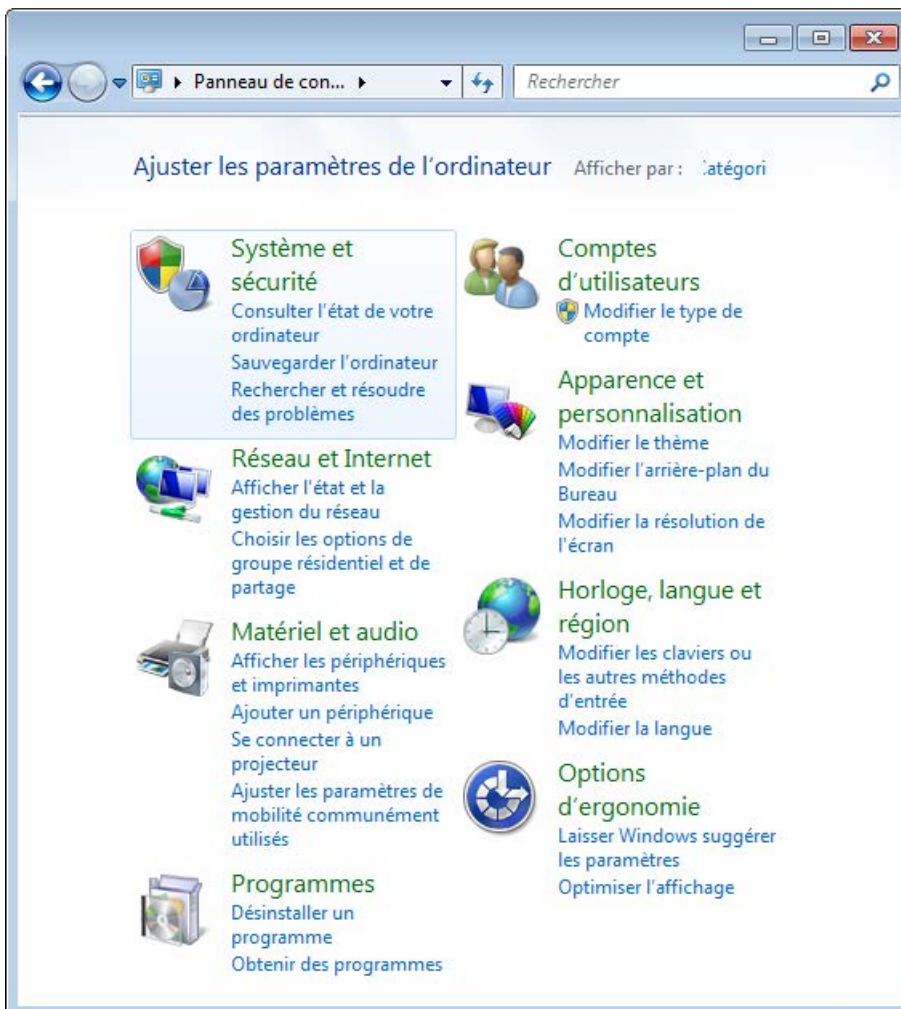 Panneau de con...
Rechercher
Ajuster les paramètres de l'ordinateur Afficher par :
Système et
sécurité
Consulter l'état de votre
ordinateur
Sauvegarder l'ordinateur
Rechercher et résoudre
des problèmes
Réseau et Internet
Afficher l'état et la
gestion du réseau
Choisir les options de
groupe résidentiel et de
partage
Matériel et audio
Afficher les périphériques
et imprimantes
Ajouter un périphérique
Se connecter à un
projecteur
Ajuster les paramètres de
mobilité communément
utilisés
Programmes
Désinstaller un
programme
Obtenir des programmes
Comptes
d'utilisateurs
Modifier le type de
compte
Apparence et
personnalisation
Modifier le thème
Modifier l'arrière-plan du
Bureau
Modifier la résolution de
l'écran
Horloge, langue et
région
Modifier les claviers ou
les autres méthodes
d'entrée
Modifier la langue
Options
d'ergonomie
Laisser Windows suggérer
les paramètres
Optimiser l'affichage